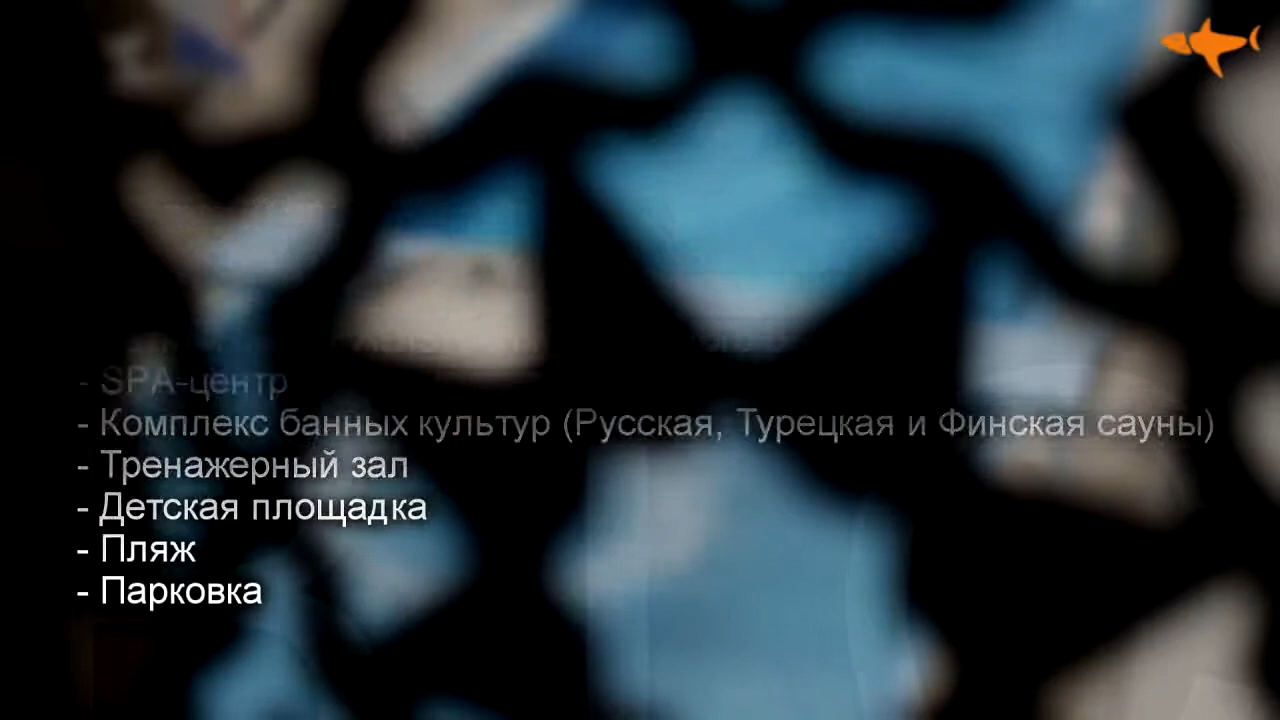 - SPA-центр
- Комплекс банных культур (Русская, Турецкая и Финская сауны)
- Тренажерный зал
- Детская площадка
- Пляж
- Парковка